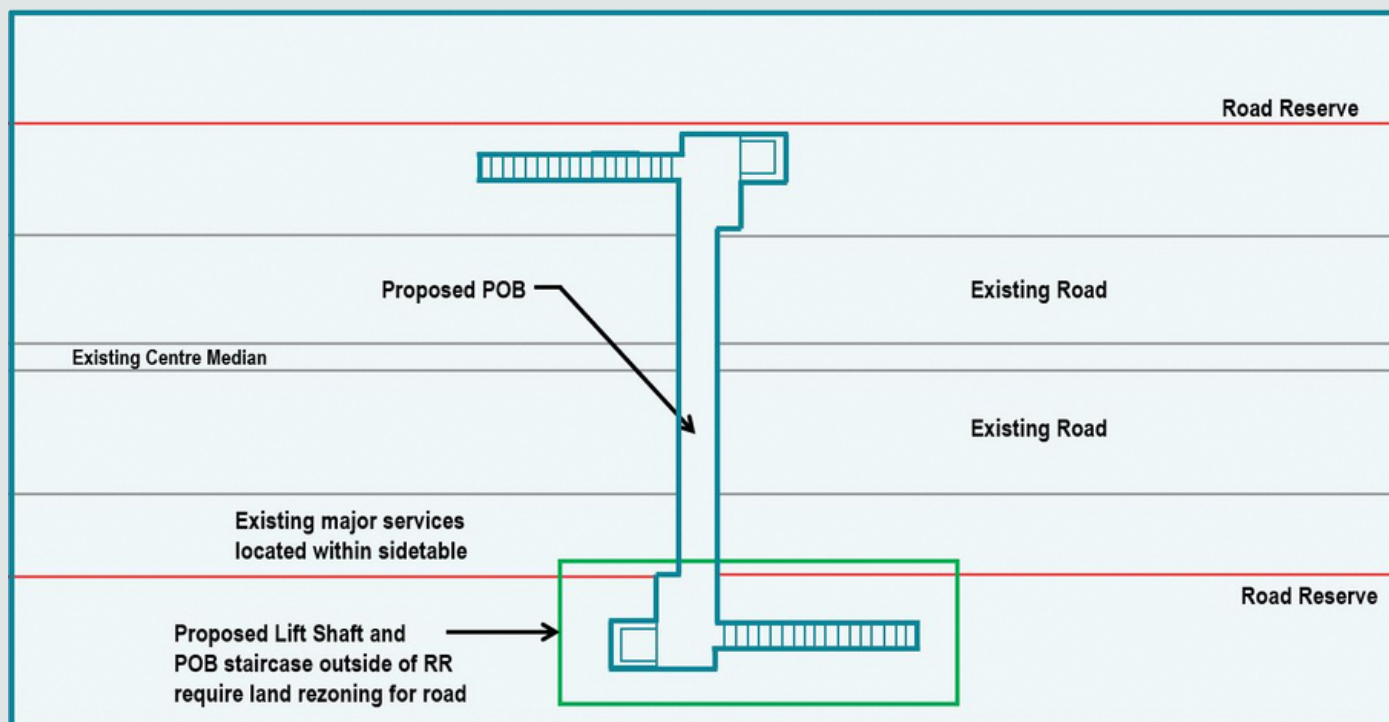 Road Reserve
Proposed POB
Existing Road
Existing Centre Median
Existing Road
Existing major services
located within sidetable
Road Reserve
Proposed Lift Shaft and
POB staircase outside of RR
require land rezoning for road